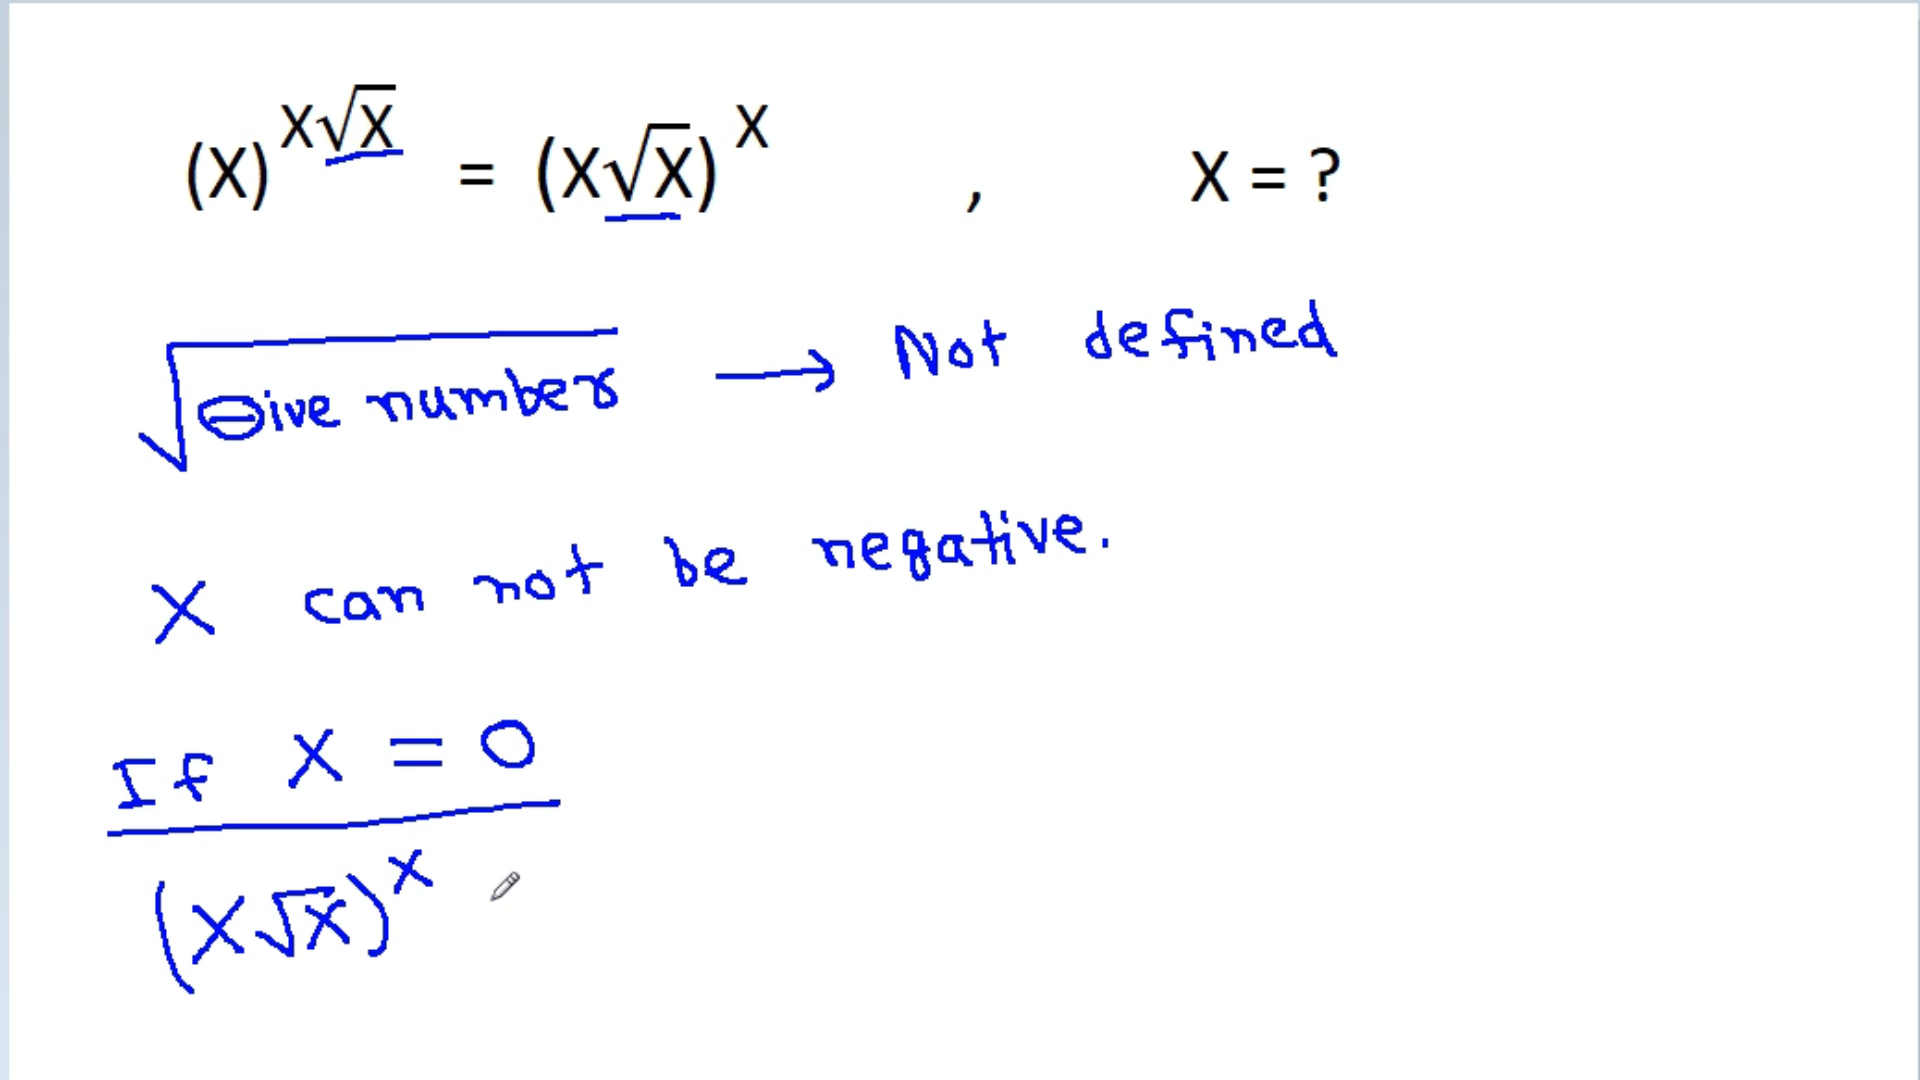 (X)^X√X = (X√X)^X , X = ?
√⊖ive number → Not defined
X can not be negative.
If X = 0
(X√X)^X